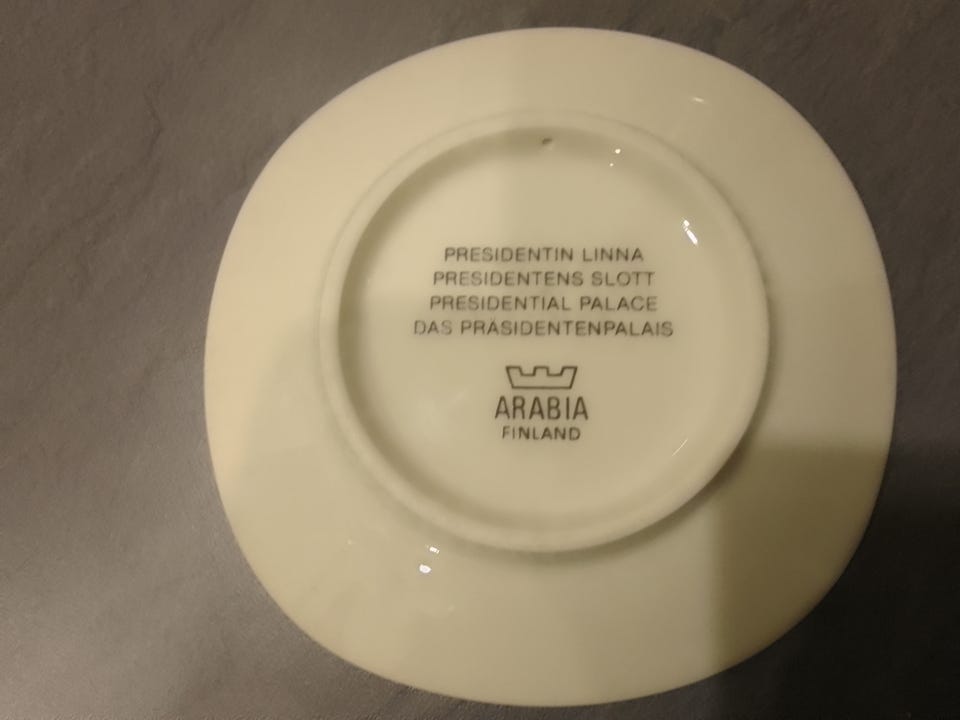 PRESIDENTIN LINNA
PRESIDENTENS SLOTT
PRESIDENTIAL PALACE
DAS PRÄSIDENTENPALAIS
ARABIA
FINLAND